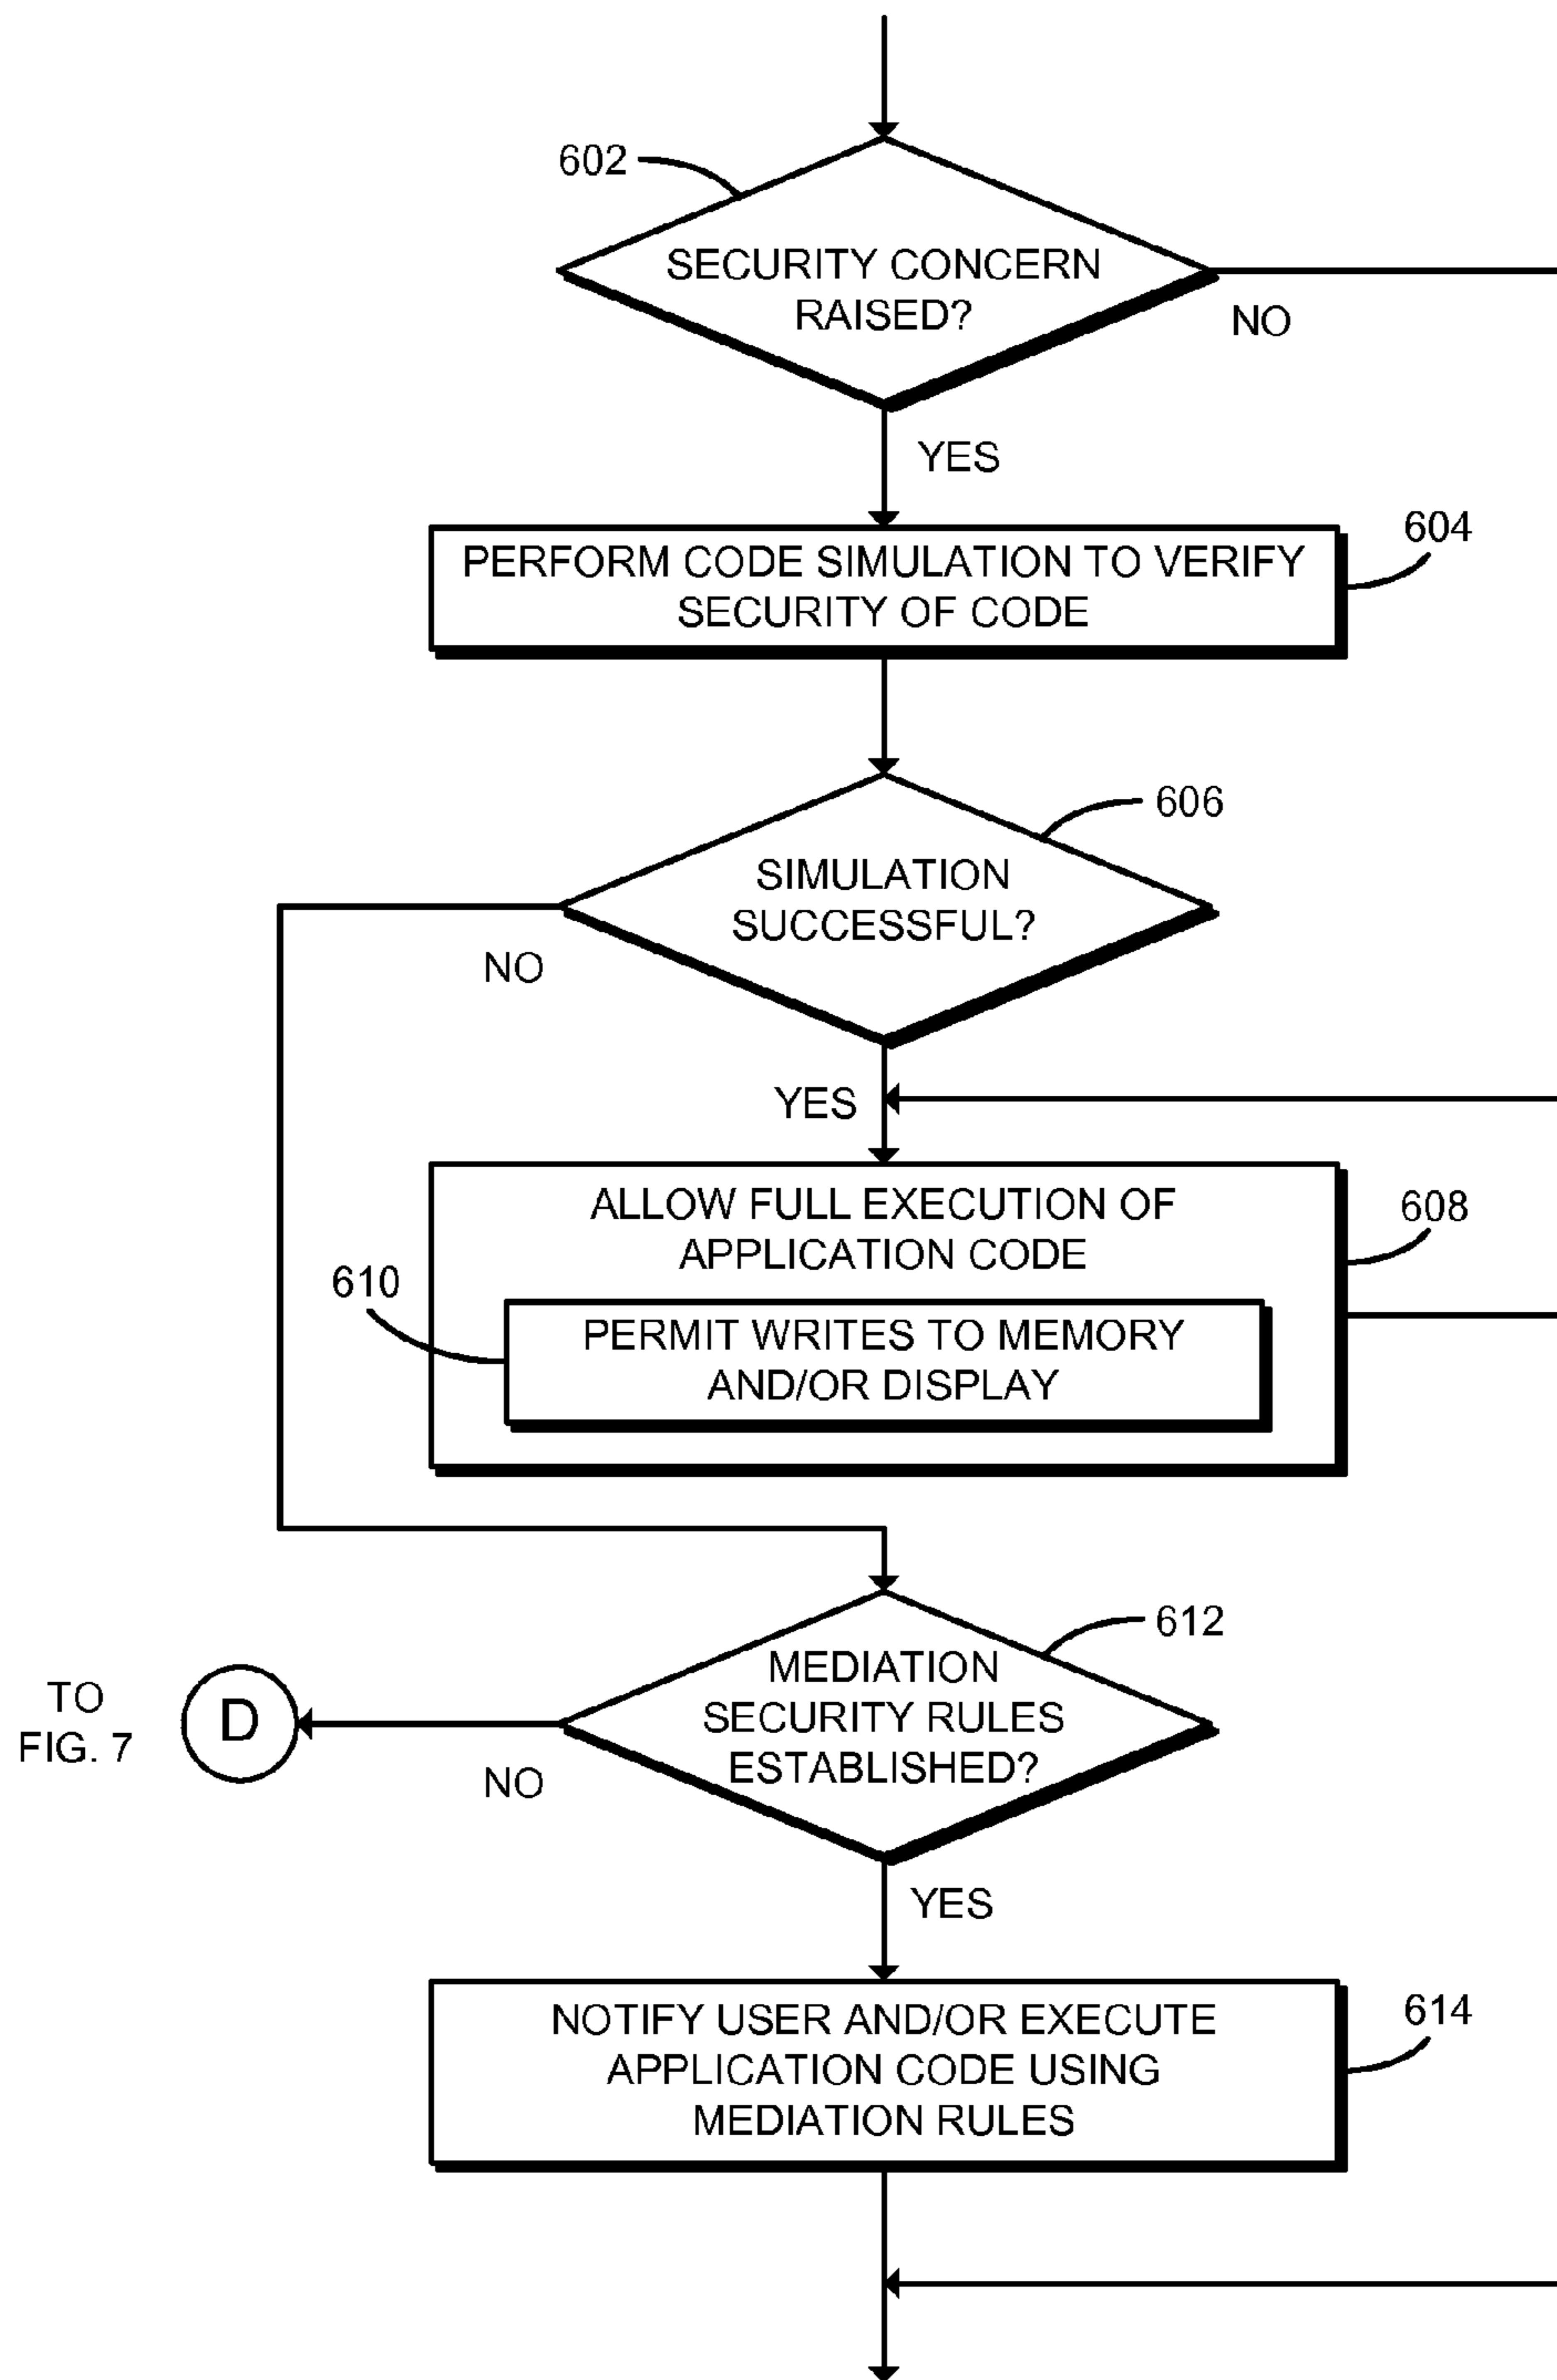 602
SECURITY CONCERN
RAISED?
NO
YES
604
PERFORM CODE SIMULATION TO VERIFY
SECURITY OF CODE
606
SIMULATION
SUCCESSFUL?
NO
YES
ALLOW FULL EXECUTION OF
APPLICATION CODE
608
610
PERMIT WRITES TO MEMORY
AND/OR DISPLAY
612
MEDIATION
SECURITY RULES
ESTABLISHED?
TO
FIG. 7
D
NO
YES
614
NOTIFY USER AND/OR EXECUTE
APPLICATION CODE USING
MEDIATION RULES